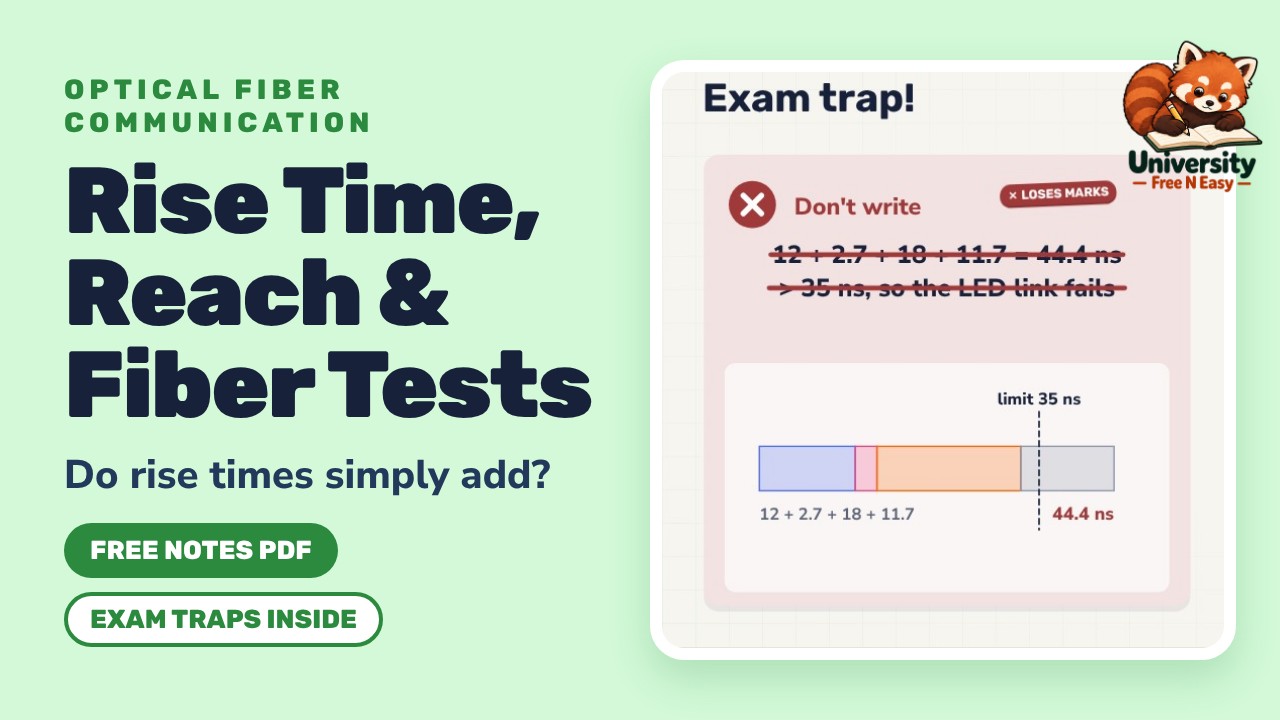 OPTICAL FIBER
COMMUNICATION
Rise Time,
Reach &
Fiber Tests
Do rise times simply add?
FREE NOTES PDF
EXAM TRAPS INSIDE
Exam trap!
University
Free N Easy
× LOSES MARKS
Don't write
12 + 2.7 + 18 + 11.7 = 44.4 ns
> 35 ns, so the LED link fails
limit 35 ns
12 + 2.7 + 18 + 11.7
44.4 ns